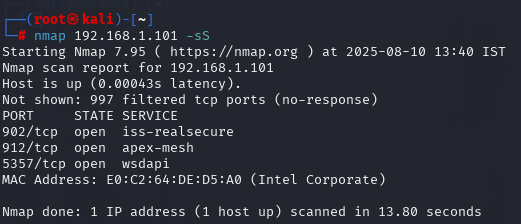 ┌──(root㉿kali)-[~]
└─# nmap 192.168.1.101 -sS
Starting Nmap 7.95 ( https://nmap.org ) at 2025-08-10 13:40 IST
Nmap scan report for 192.168.1.101
Host is up (0.00043s latency).
Not shown: 997 filtered tcp ports (no-response)
PORT     STATE SERVICE
902/tcp  open  iss-realsecure
912/tcp  open  apex-mesh
5357/tcp open  wsdapi
MAC Address: E0:C2:64:DE:D5:A0 (Intel Corporate)
Nmap done: 1 IP address (1 host up) scanned in 13.80 seconds